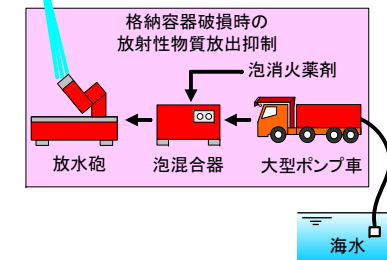 格納容器破損時の
放射性物質放出抑制
泡消火薬剤
放水砲
泡混合器
大型ポンプ車
海水